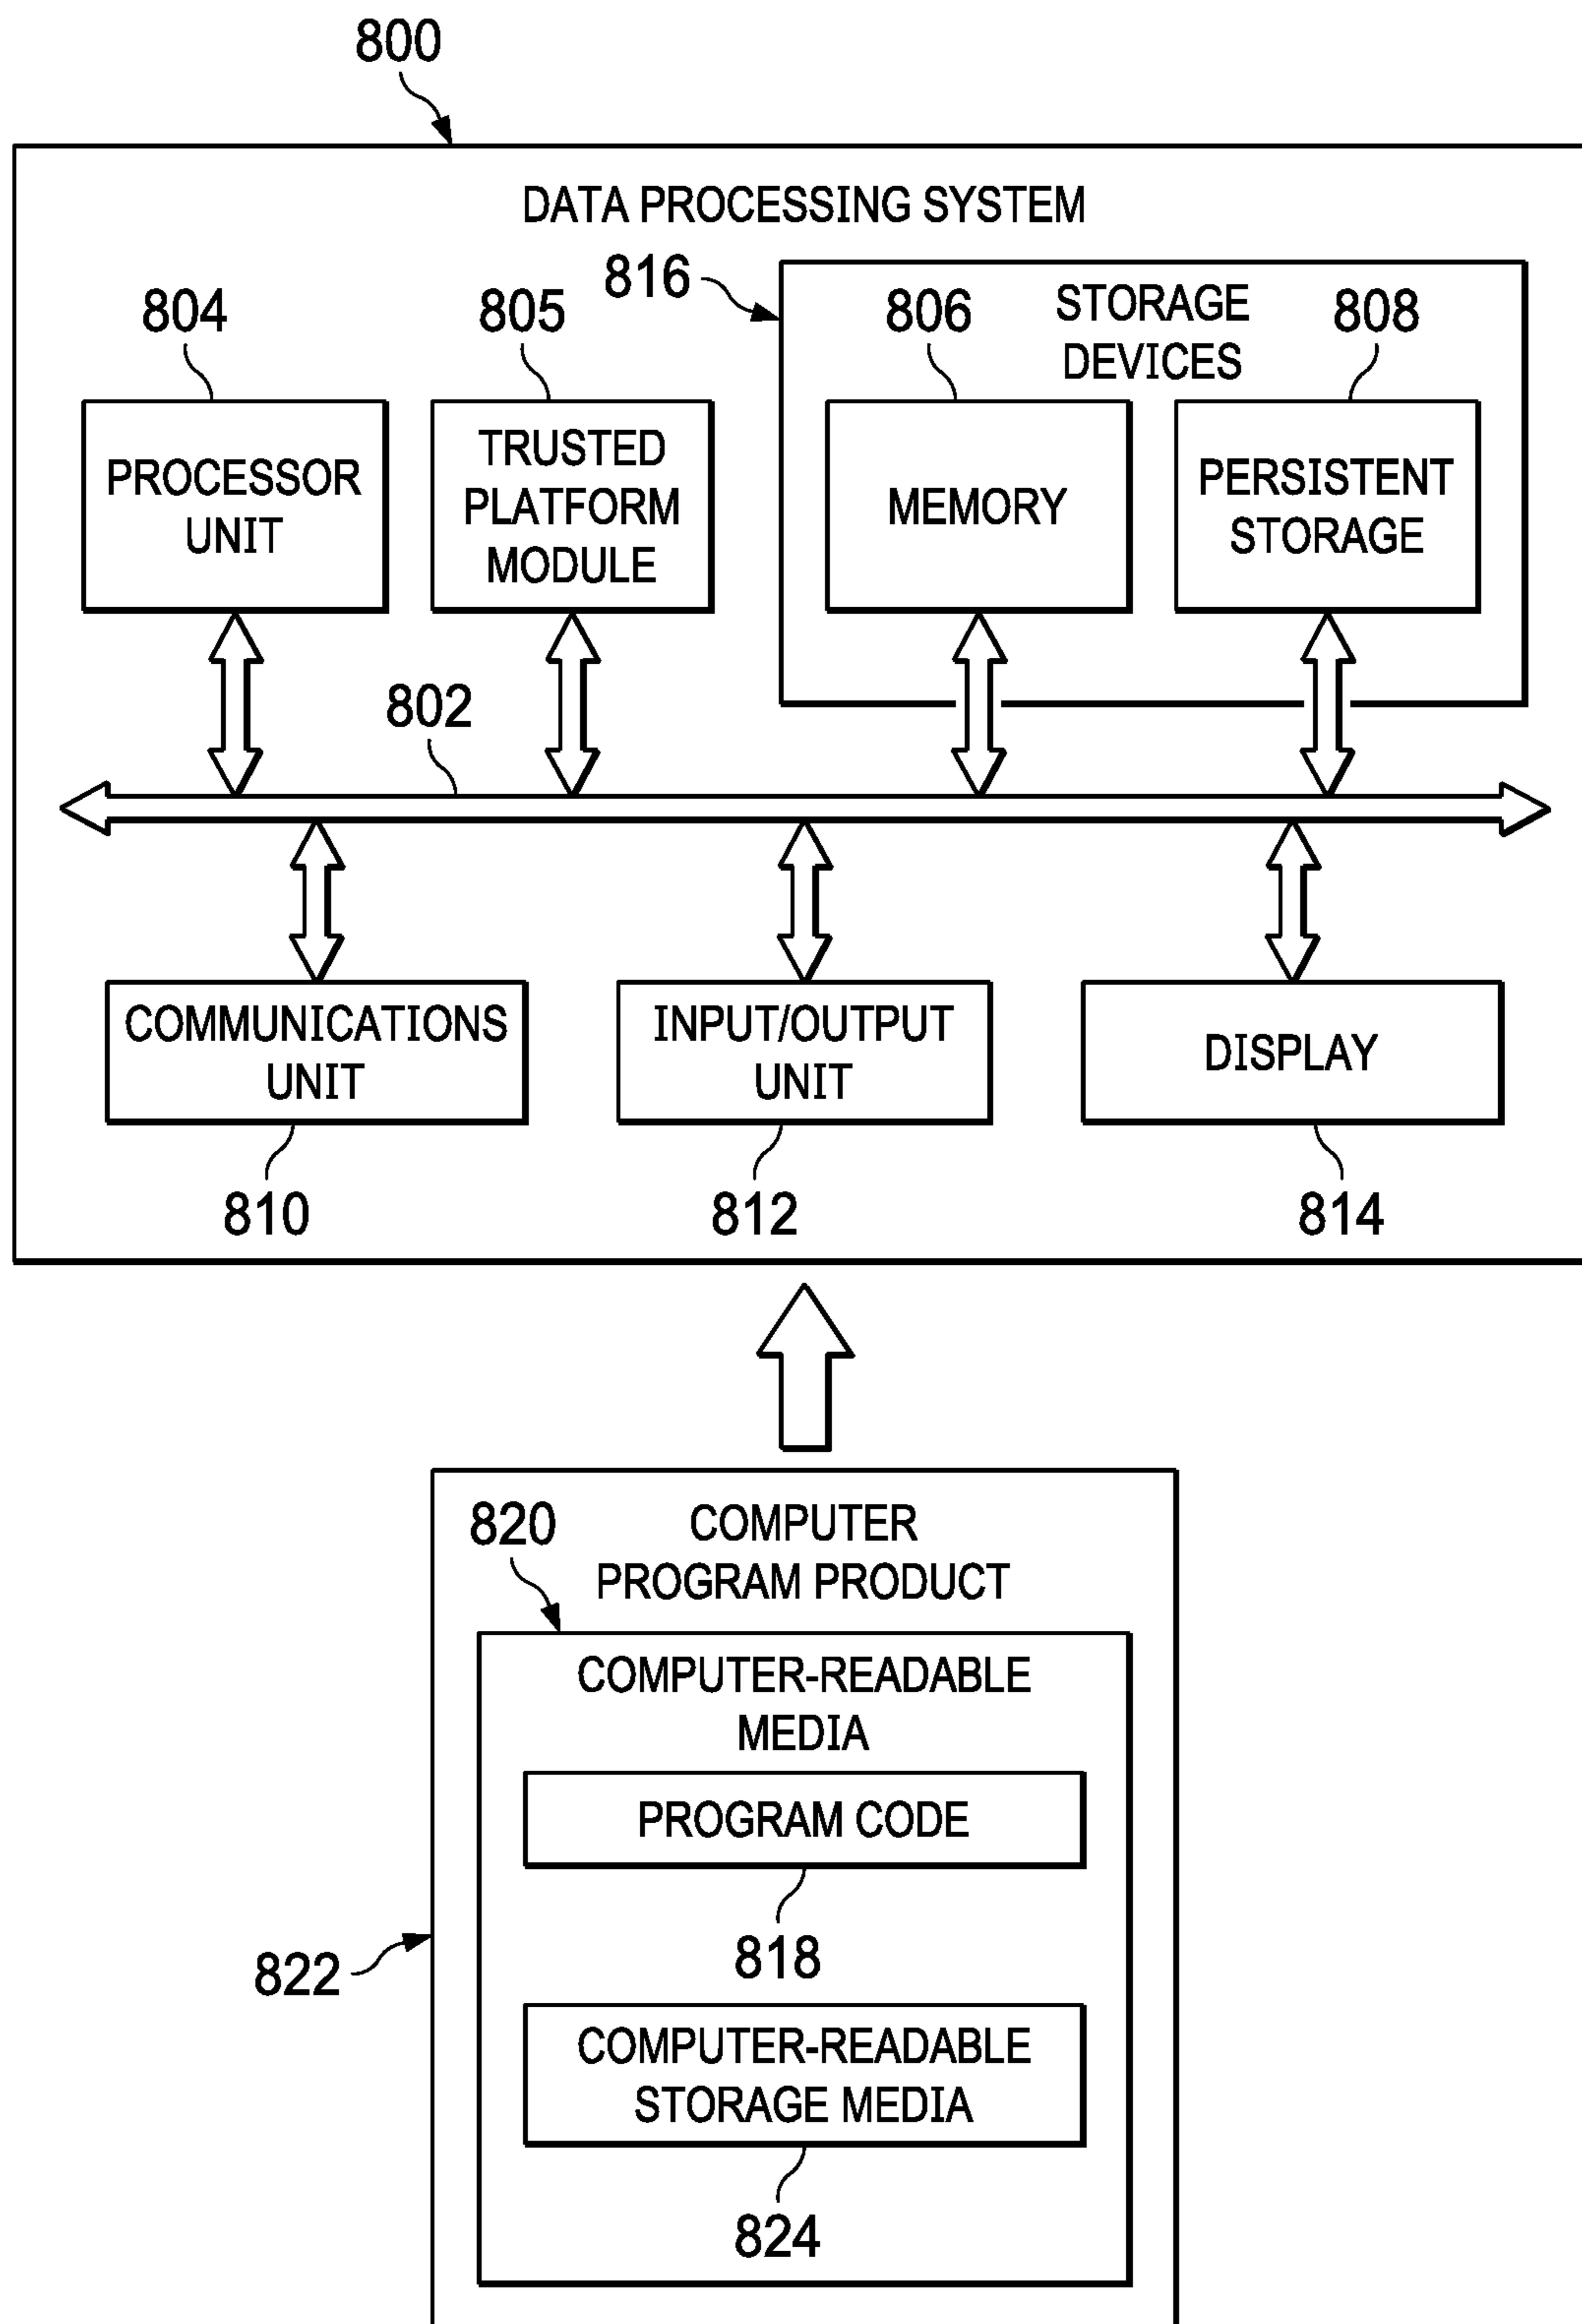 800
DATA PROCESSING SYSTEM
816
STORAGE
DEVICES
804
805
806
808
PROCESSOR
UNIT
TRUSTED
PLATFORM
MODULE
MEMORY
PERSISTENT
STORAGE
802
COMMUNICATIONS
UNIT
INPUT/OUTPUT
UNIT
DISPLAY
810
812
814
820
COMPUTER
PROGRAM PRODUCT
COMPUTER-READABLE
MEDIA
PROGRAM CODE
818
822
COMPUTER-READABLE
STORAGE MEDIA
824